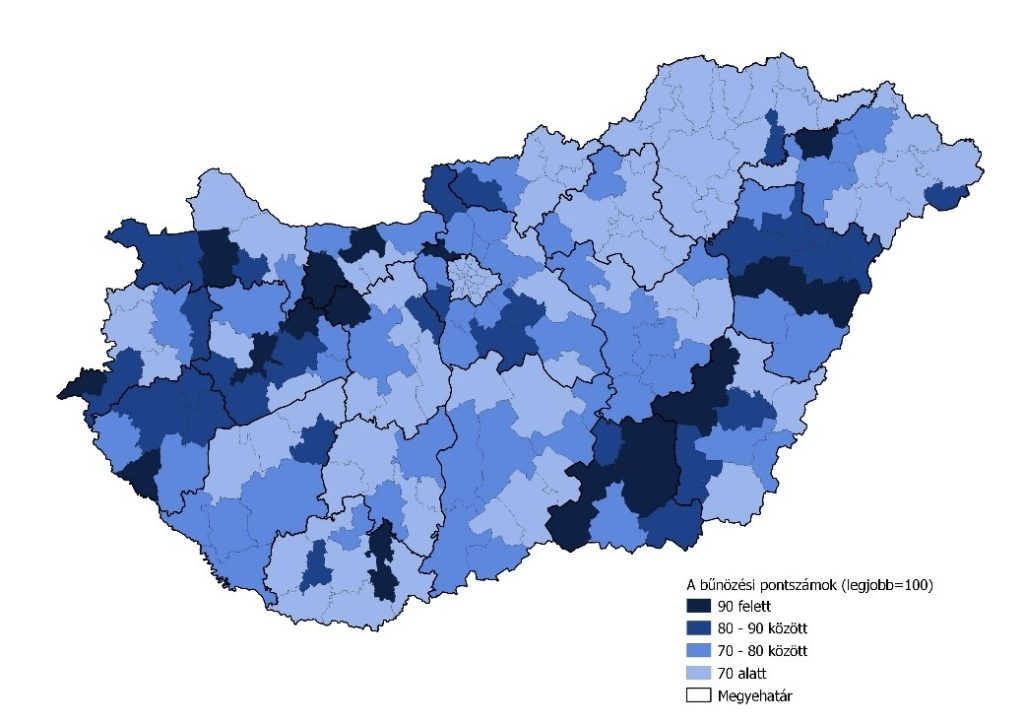 A bűnözési pontszámok (legjobb=100)
90 felett
80 - 90 között
70 - 80 között
70 alatt
Megyehatár